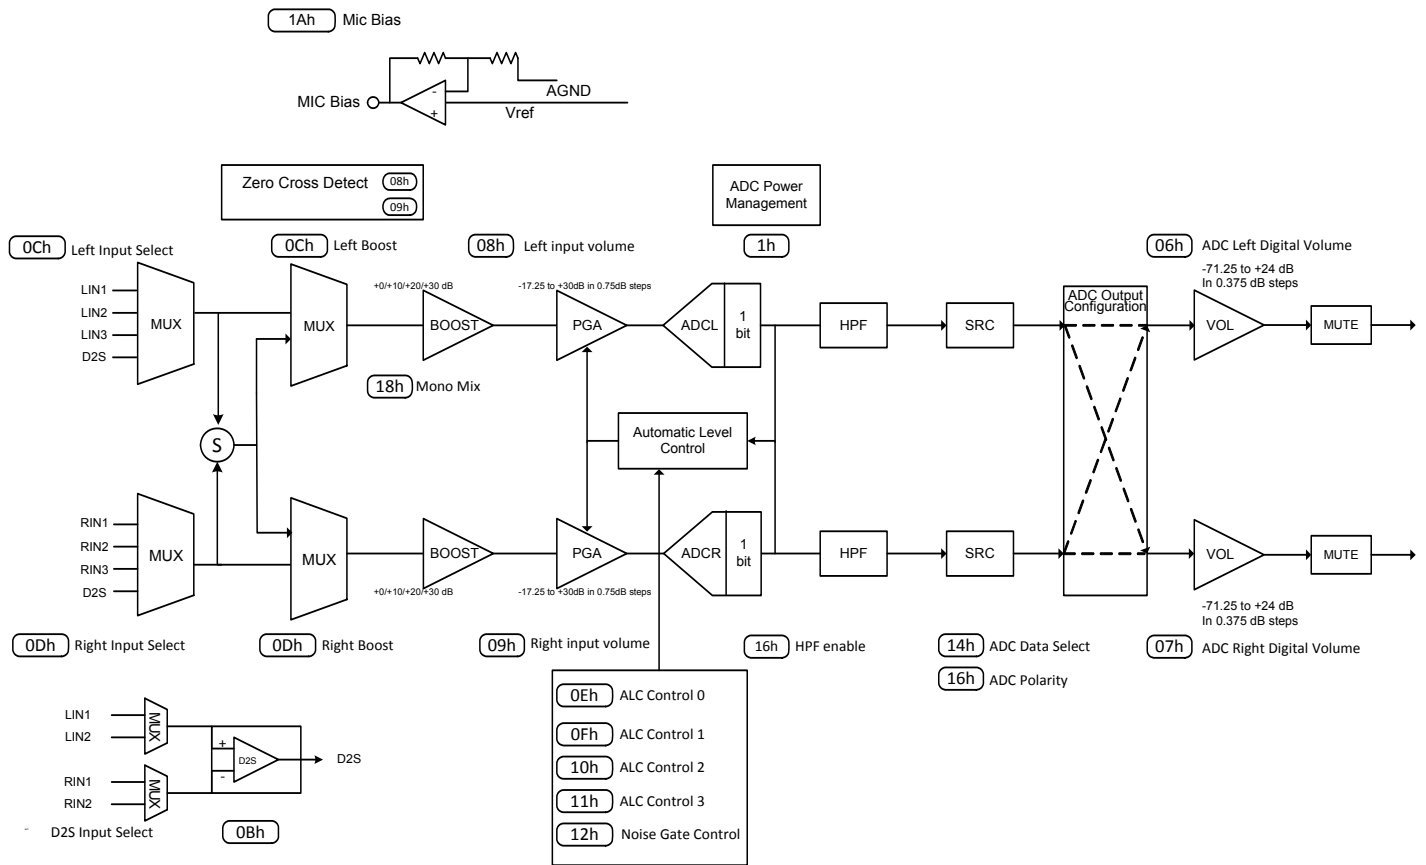 1Ah Mic Bias
AGND
MIC Bias
-
+
Vref
Zero Cross Detect 08h
09h
ADC Power
Management
0Ch Left Input Select
0Ch Left Boost
08h Left input volume
1h
06h ADC Left Digital Volume
-71.25 to +24 dB
In 0.375 dB steps
LIN1
LIN2
LIN3
D2S
MUX
MUX
+0/+10/+20/+30 dB
BOOST
-17.25 to +30dB in 0.75dB steps
PGA
ADCL
1
bit
HPF
SRC
ADC Output
Configuration
VOL
MUTE
18h Mono Mix
S
Automatic Level
Control
RIN1
RIN2
RIN3
D2S
MUX
MUX
BOOST
+0/+10/+20/+30 dB
PGA
-17.25 to +30dB in 0.75dB steps
ADCR
1
bit
HPF
SRC
VOL
MUTE
-71.25 to +24 dB
In 0.375 dB steps
0Dh Right Input Select
0Dh Right Boost
09h Right input volume
16h HPF enable
14h ADC Data Select
07h ADC Right Digital Volume
16h ADC Polarity
0Eh ALC Control 0
0Fh ALC Control 1
10h ALC Control 2
11h ALC Control 3
12h Noise Gate Control
LIN1
LIN2
MUX
+
D2S
-
D2S
RIN1
RIN2
MUX
- D2S Input Select
0Bh